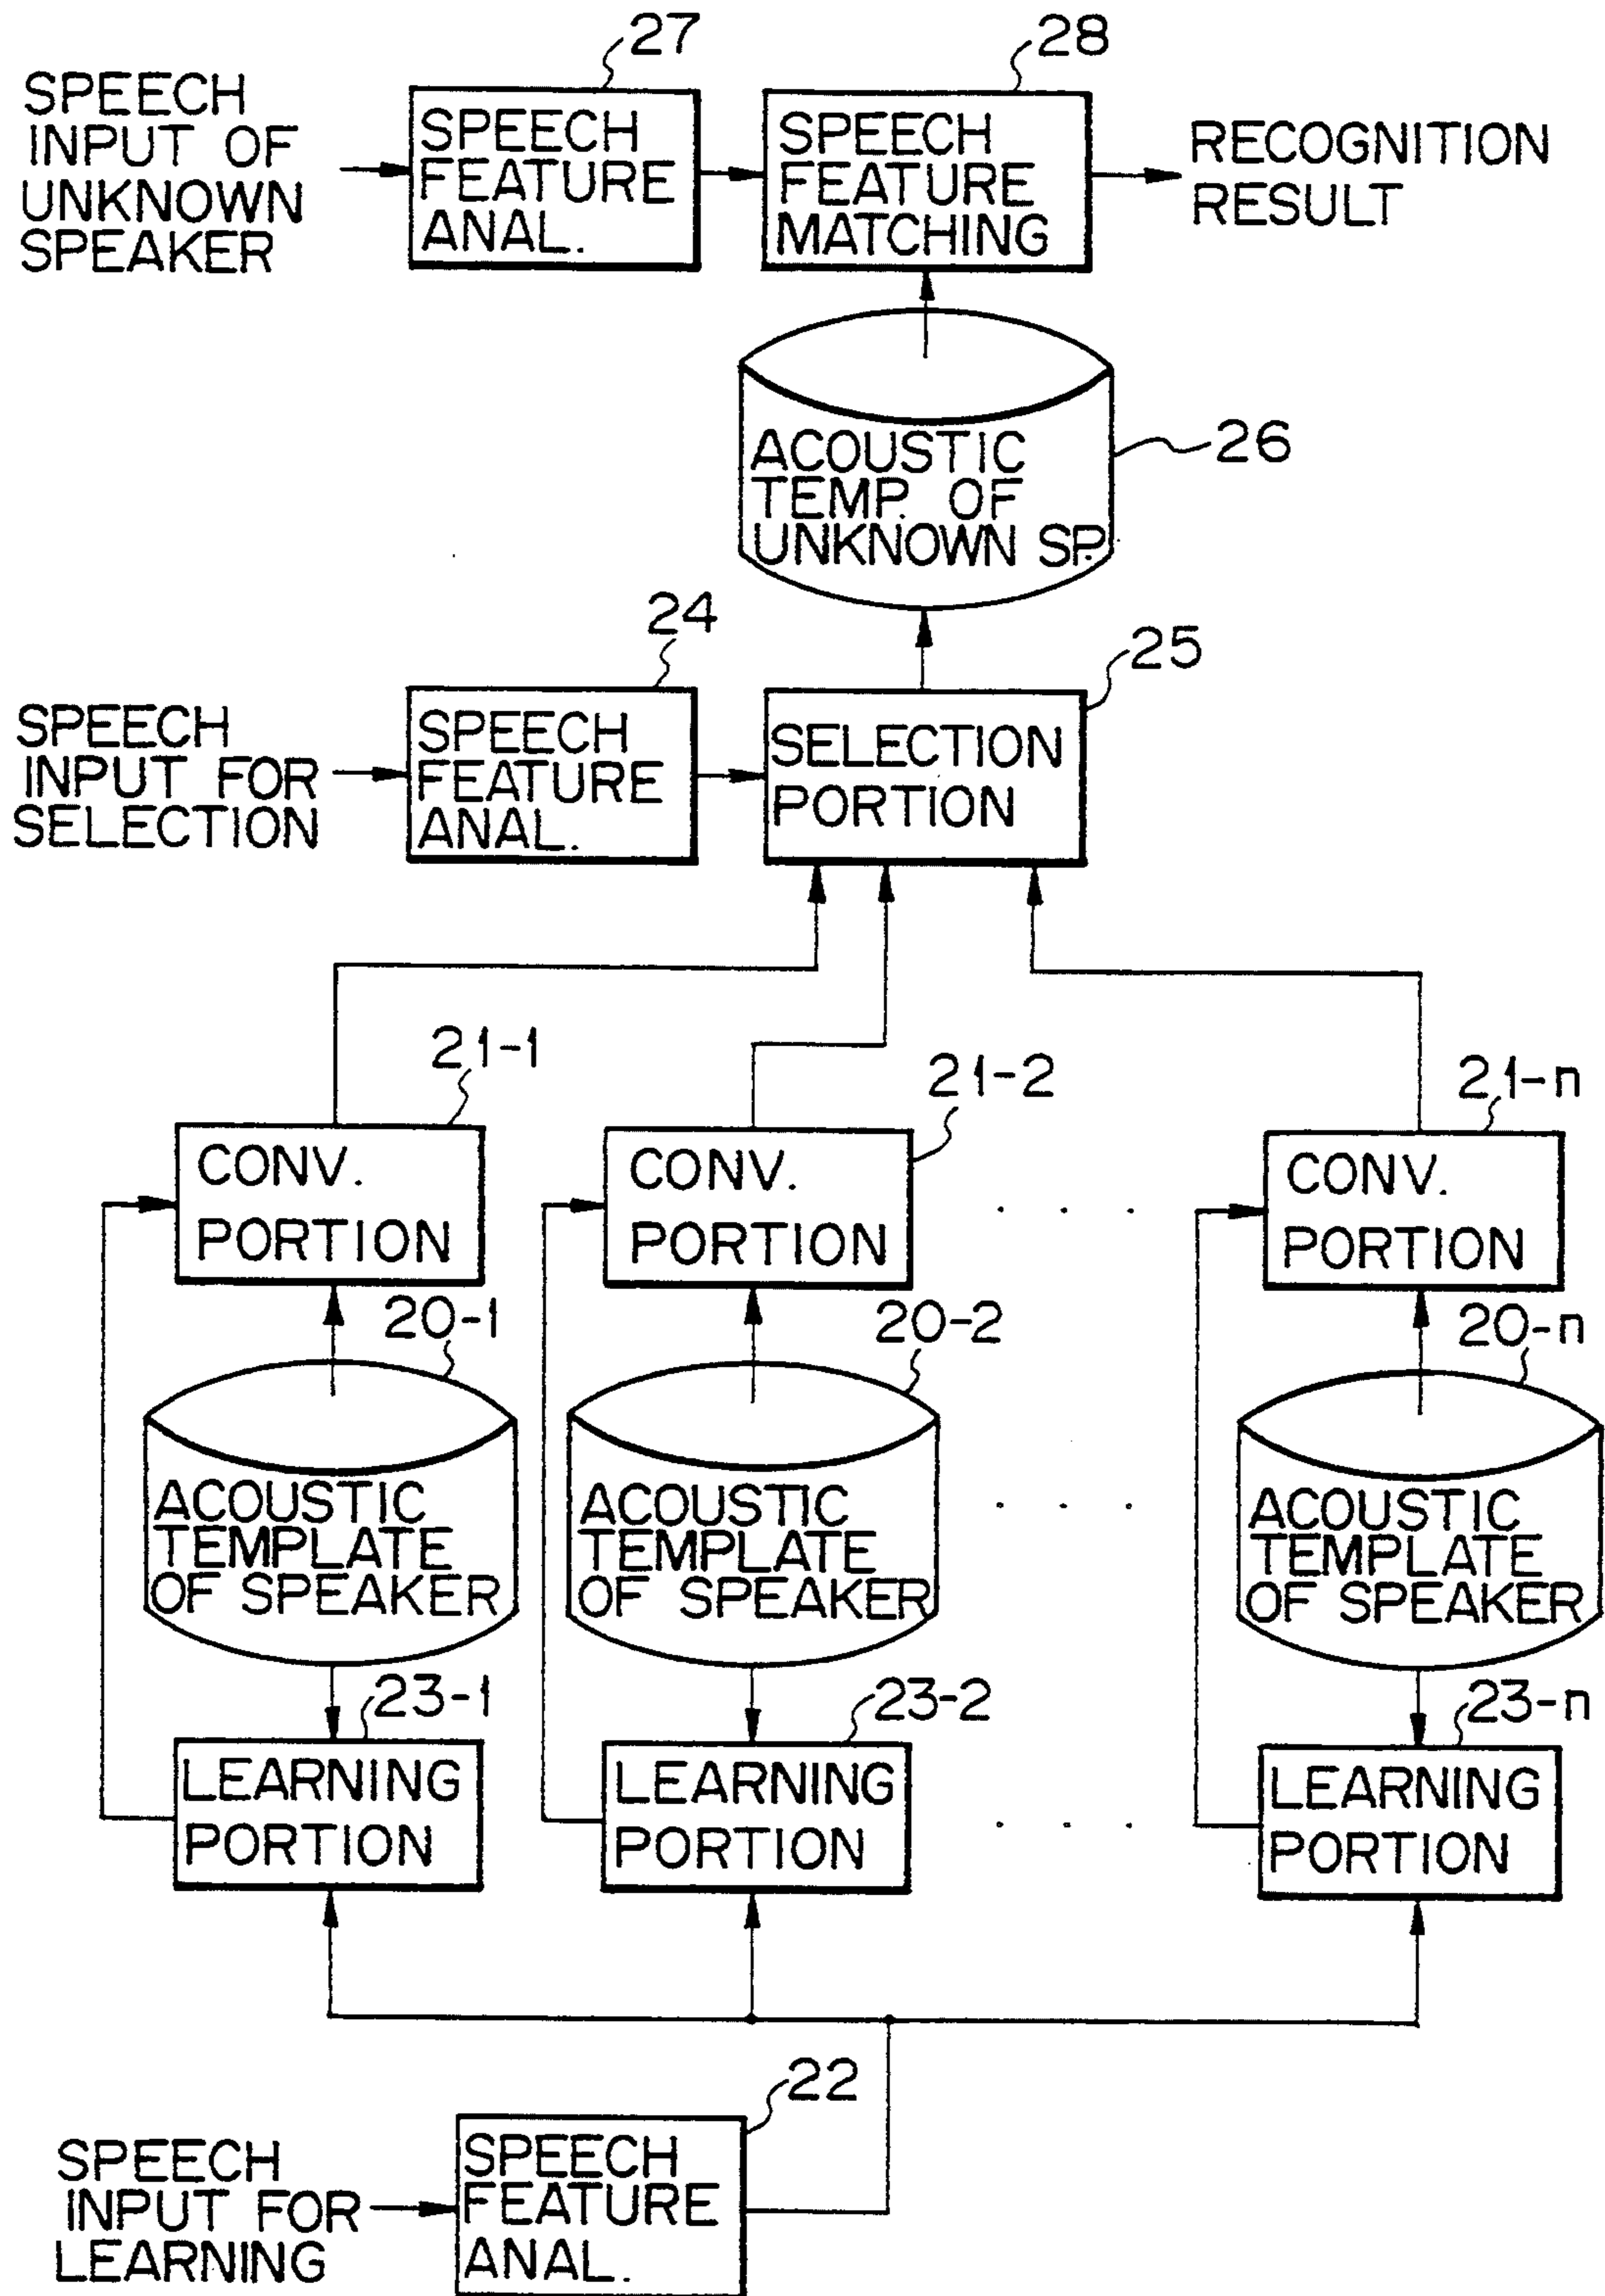 27
28
SPEECH
INPUT OF
UNKNOWN
SPEAKER
SPEECH
FEATURE
ANAL.
SPEECH
FEATURE
MATCHING
RECOGNITION
RESULT
ACOUSTIC
TEMP. OF
UNKNOWN SP.
26
24
25
SPEECH
INPUT FOR
SELECTION
SPEECH
FEATURE
ANAL.
SELECTION
PORTION
21-1
21-2
21-n
CONV.
PORTION
CONV.
PORTION
. . .
CONV.
PORTION
20-1
20-2
20-n
ACOUSTIC
TEMPLATE
OF SPEAKER
ACOUSTIC
TEMPLATE
OF SPEAKER
. . .
ACOUSTIC
TEMPLATE
OF SPEAKER
23-1
23-2
23-n
LEARNING
PORTION
LEARNING
PORTION
. . .
LEARNING
PORTION
22
SPEECH
INPUT FOR
LEARNING
SPEECH
FEATURE
ANAL.